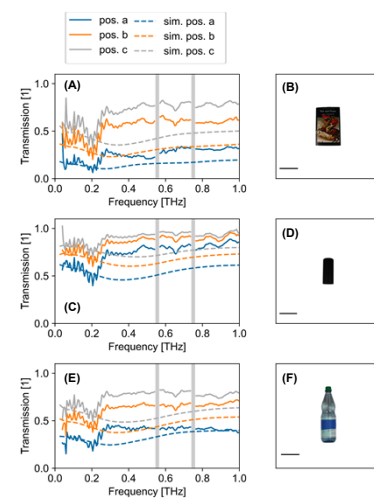 pos. a
pos. b
pos. c
sim. pos. a
sim. pos. b
sim. pos. c
(A)
Transmission [1]
1.0
0.5
0.0
0.0
0.2
0.4
0.6
0.8
1.0
Frequency [THz]
(B)
(C)
Transmission [1]
1.0
0.5
0.0
0.0
0.2
0.4
0.6
0.8
1.0
Frequency [THz]
(D)
(E)
Transmission [1]
1.0
0.5
0.0
0.0
0.2
0.4
0.6
0.8
1.0
Frequency [THz]
(F)